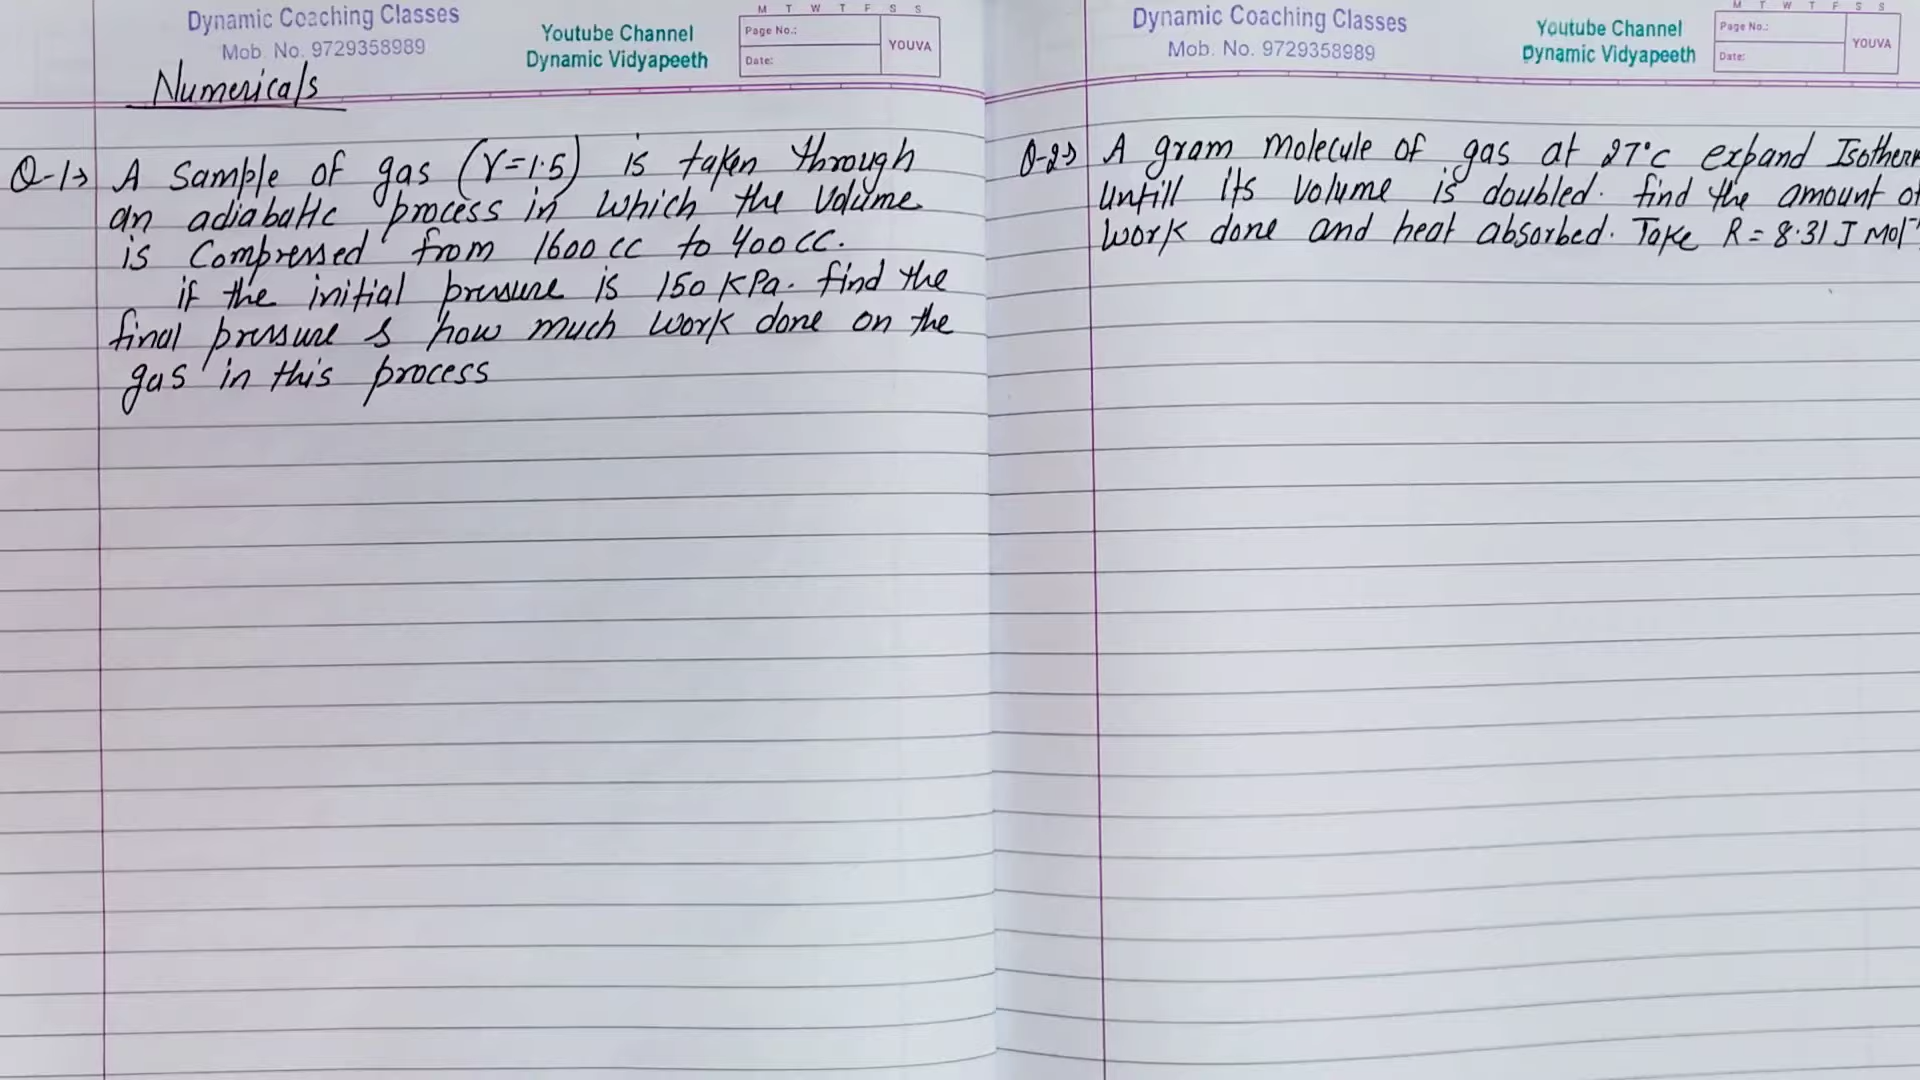 Dynamic Coaching Classes
Mob. No. 9729358989
Youtube Channel
Dynamic Vidyapeeth
M T W T F S S
Page No.:
Date:
YOUVA
Numericals
Q-1→ A Sample of gas (γ=1.5) is taken through
an adiabatic process in which the Volume
is Compressed from 1600 cc to 400 cc.
if the initial pressure is 150 KPa. find the
final pressure & how much work done on the
gas in this process
Dynamic Coaching Classes
Mob. No. 9729358989
Youtube Channel
Dynamic Vidyapeeth
M T W T F S S
Page No.:
Date:
YOUVA
Q-2→ A gram molecule of gas at 27°C expand Isotherm
Untill its volume is doubled. find the amount of
work done and heat absorbed. Take R = 8.31 J Mol⁻